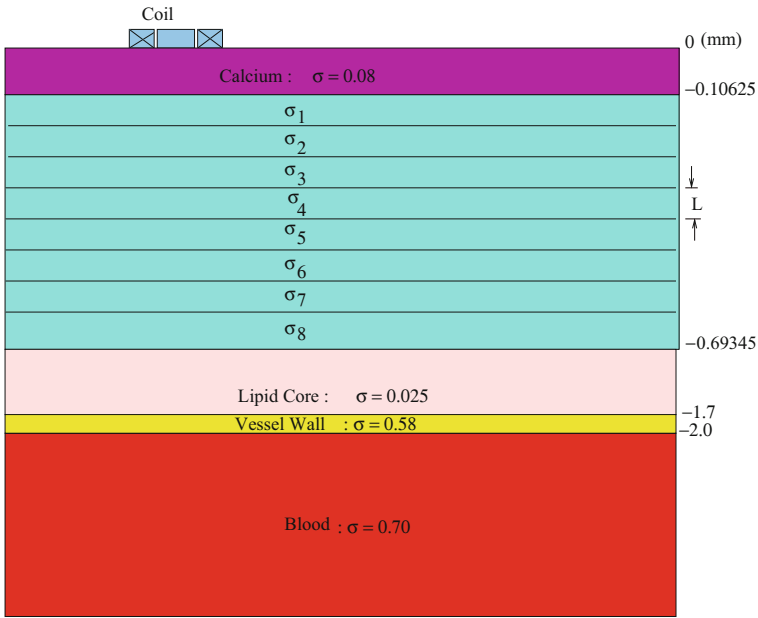 Coil
0 (mm)
Calcium : σ = 0.08
−0.10625
σ1
σ2
σ3
σ4
L
σ5
σ6
σ7
σ8
−0.69345
Lipid Core : σ = 0.025
−1.7
Vessel Wall : σ = 0.58
−2.0
Blood : σ = 0.70